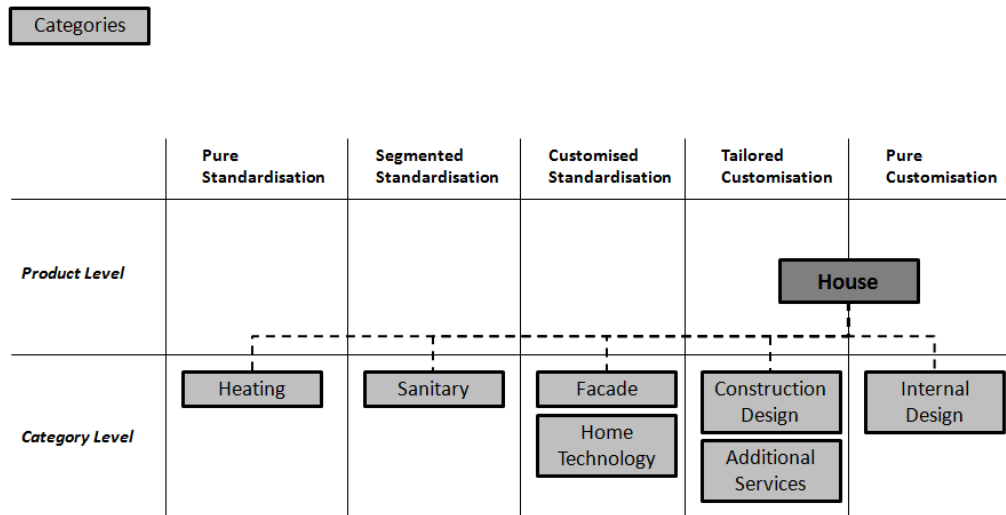 Categories
Pure
Standardisation
Segmented
Standardisation
Customised
Standardisation
Tailored
Customisation
Pure
Customisation
Product Level
House
Category Level
Heating
Sanitary
Facade
Construction
Design
Internal
Design
Home
Technology
Additional
Services